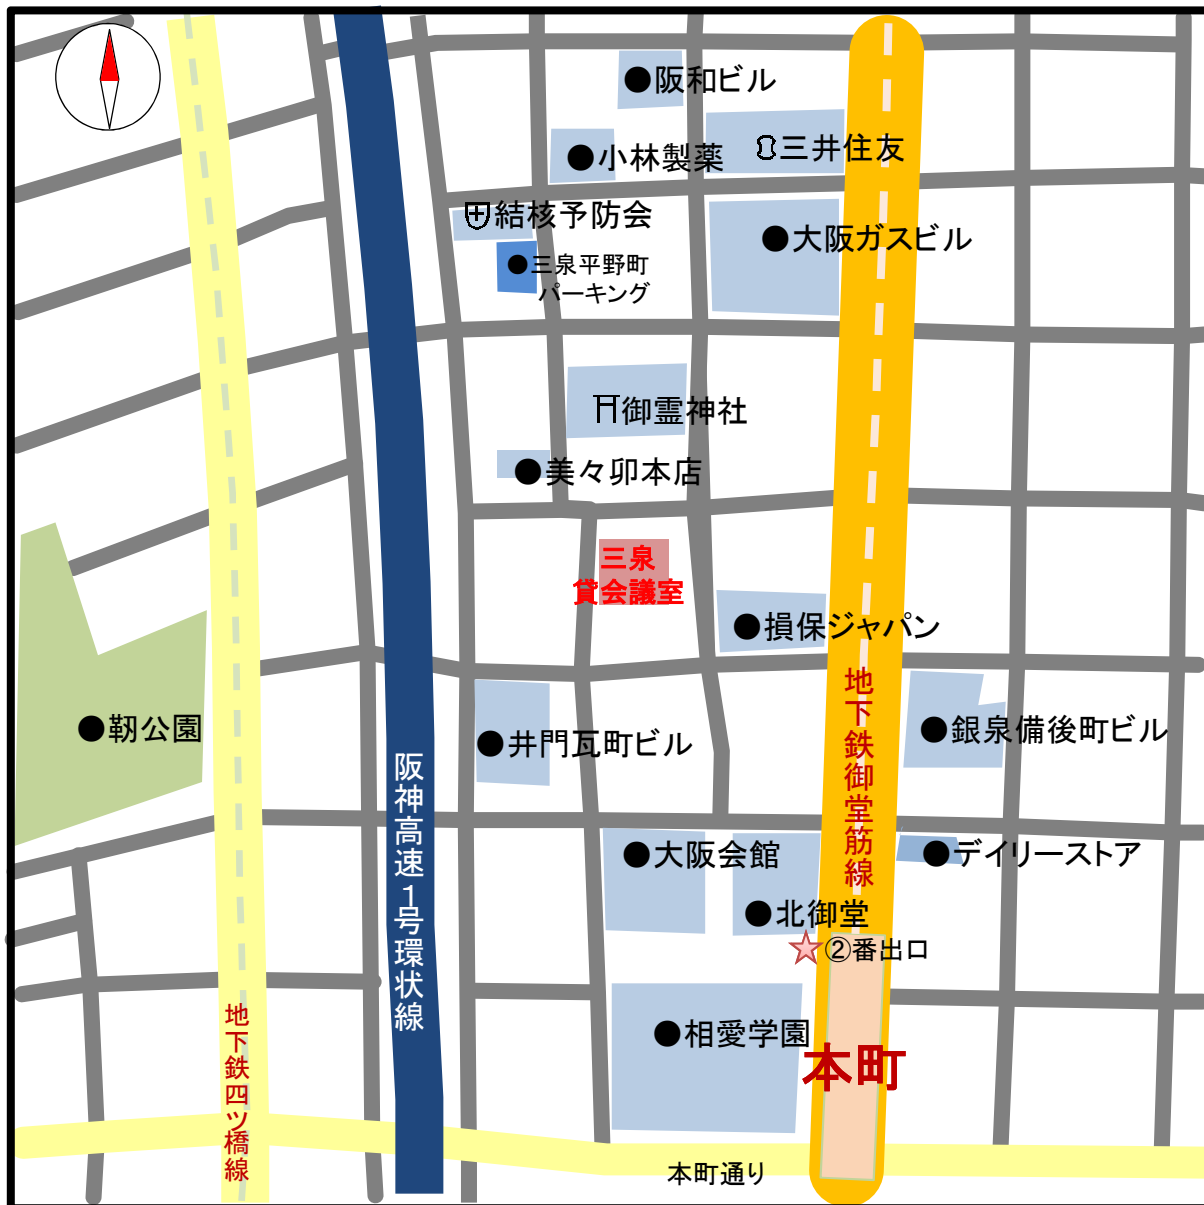 ●阪和ビル
●小林製薬
三井住友
結核予防会
●大阪ガスビル
●三泉平野町
パーキング
御霊神社
●美々卯本店
三泉
貸会議室
●損保ジャパン
地下鉄御堂筋線
●靭公園
●井門瓦町ビル
●銀泉備後町ビル
阪神高速1号環状線
●大阪会館
●デイリーストア
●北御堂
②番出口
地下鉄四ツ橋線
●相愛学園
本町
本町通り